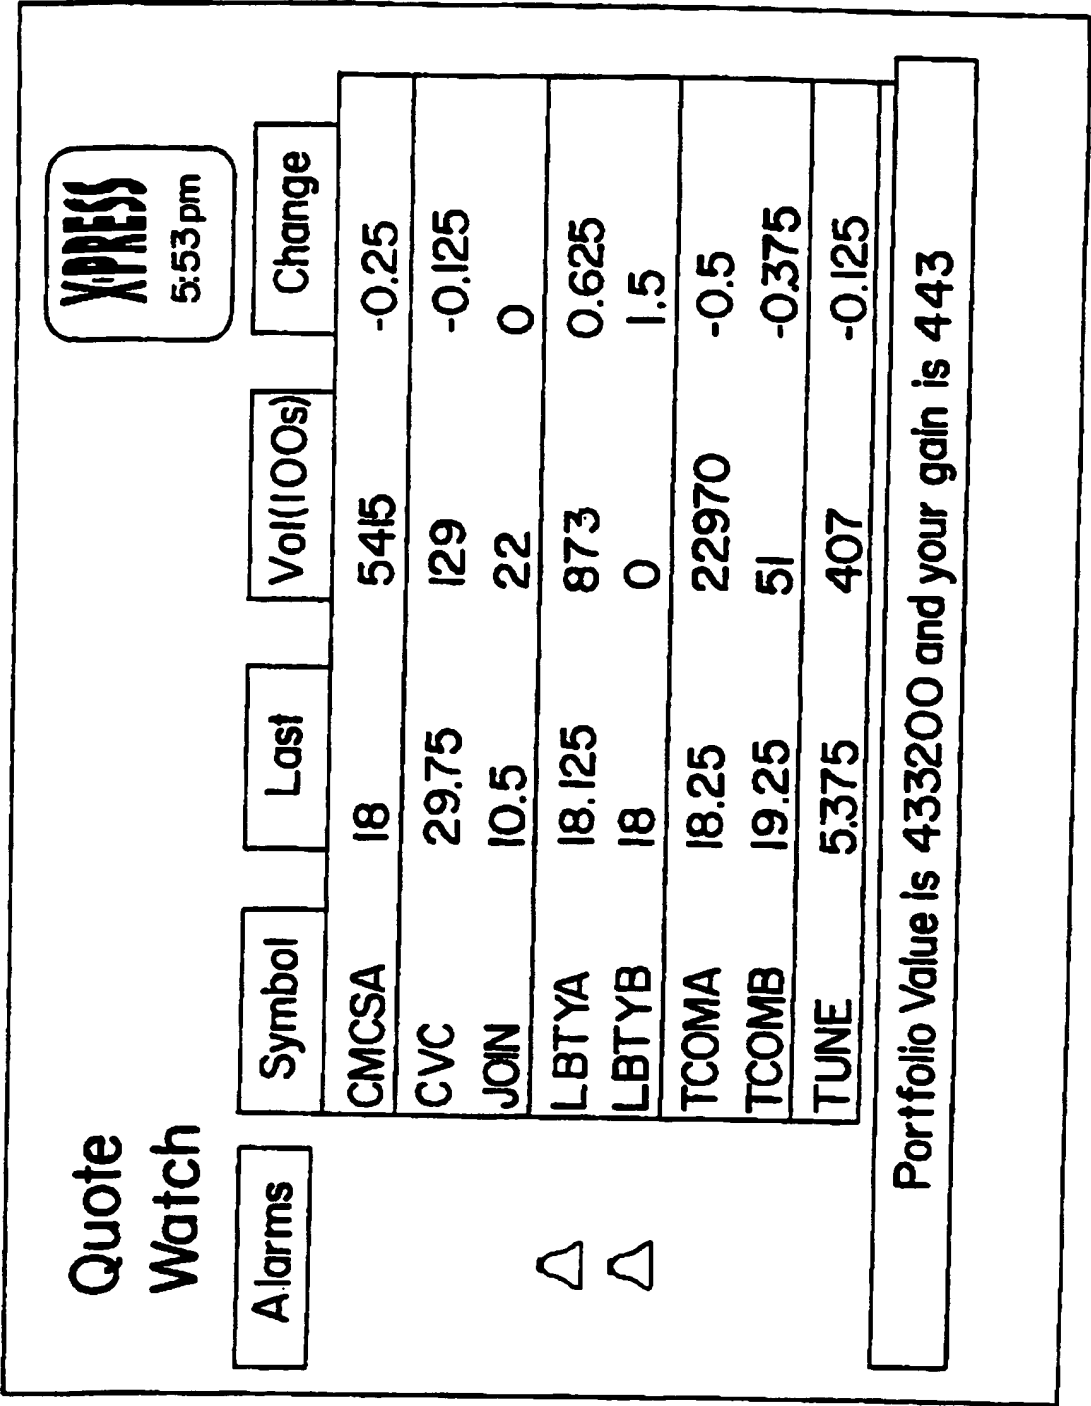 Quote
Watch
XPRESS
5:53pm
Alarms Symbol Last Vol(100s) Change
CMCSA 18 5415 -0.25
CVC 29.75 129 -0.125
JOIN 10.5 22 0
LBTYA 18.125 873 0.625
LBTYB 18 0 1.5
TCOMA 18.25 22970 -0.5
TCOMB 19.25 51 -0.375
TUNE 5.375 407 -0.125
Portfolio Value is 433200 and your gain is 443